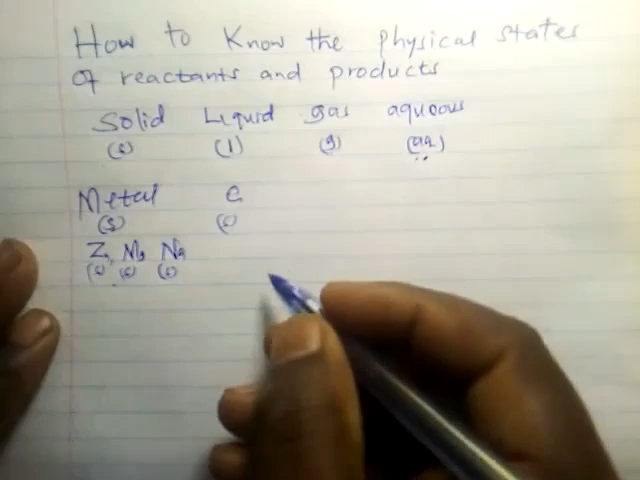 How to Know the physical states
of reactants and products
Solid Liquid gas aqueous
(s) (l) (g) (aq)
Metal C
(s) (s)
Zn Mg Na
(s) (s) (s)